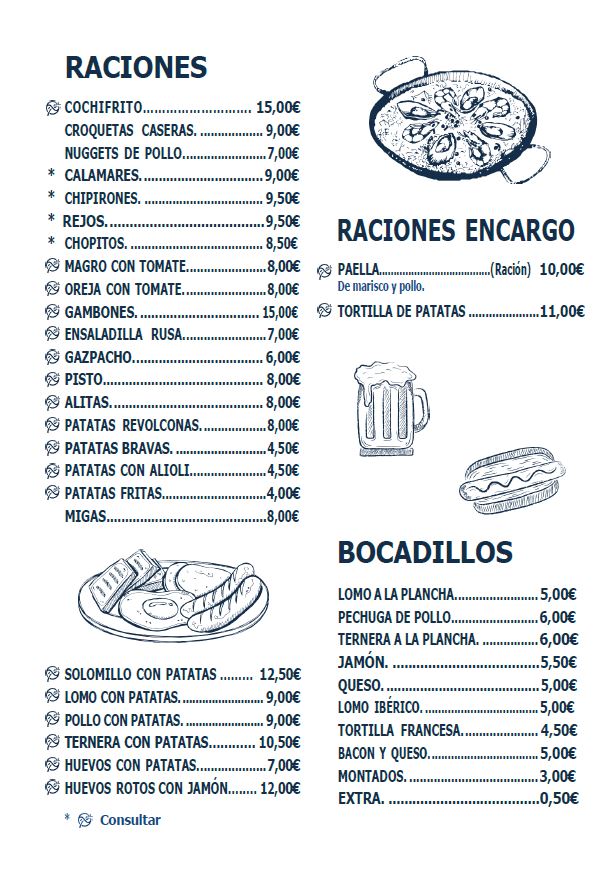 RACIONES
COCHIFRITO........................ 15,00€
CROQUETAS CASERAS. ................... 9,00€
NUGGETS DE POLLO.........................7,00€
* CALAMARES. ....................................9,00€
* CHIPIRONES. .................................... 9,50€
* REJOS. ..........................................9,50€
* CHOPITOS. ........................................ 8,50€
MAGRO CON TOMATE........................8,00€
OREJA CON TOMATE. ........................8,00€
GAMBONES. .................................... 15,00€
ENSALADILLA RUSA.........................7,00€
GAZPACHO. ...................................... 6,00€
PISTO................................................ 8,00€
ALITAS. ............................................. 8,00€
PATATAS REVOLCONAS. ...................8,00€
PATATAS BRAVAS. ...........................4,50€
PATATAS CON ALIOLI.......................4,50€
PATATAS FRITAS...............................4,00€
MIGAS................................................8,00€
SOLOMILLO CON PATATAS ........ 12,50€
LOMO CON PATATAS. ........................ 9,00€
POLLO CON PATATAS. ....................... 9,00€
TERNERA CON PATATAS............ 10,50€
HUEVOS CON PATATAS. ....................7,00€
HUEVOS ROTOS CON JAMÓN....... 12,00€
* Consultar
RACIONES ENCARGO
PAELLA......................................(Ración) 10,00€
De marisco y pollo.
TORTILLA DE PATATAS .....................11,00€
BOCADILLOS
LOMO A LA PLANCHA......................... 5,00€
PECHUGA DE POLLO.......................... 6,00€
TERNERA A LA PLANCHA. ................. 6,00€
JAMÓN. ........................................... 5,50€
QUESO. .............................................5,00€
LOMO IBÉRICO. .................................. 5,00€
TORTILLA FRANCESA. ...................... 4,50€
BACON Y QUESO. ................................ 5,00€
MONTADOS. ...................................... 3,00€
EXTRA. ............................................0,50€